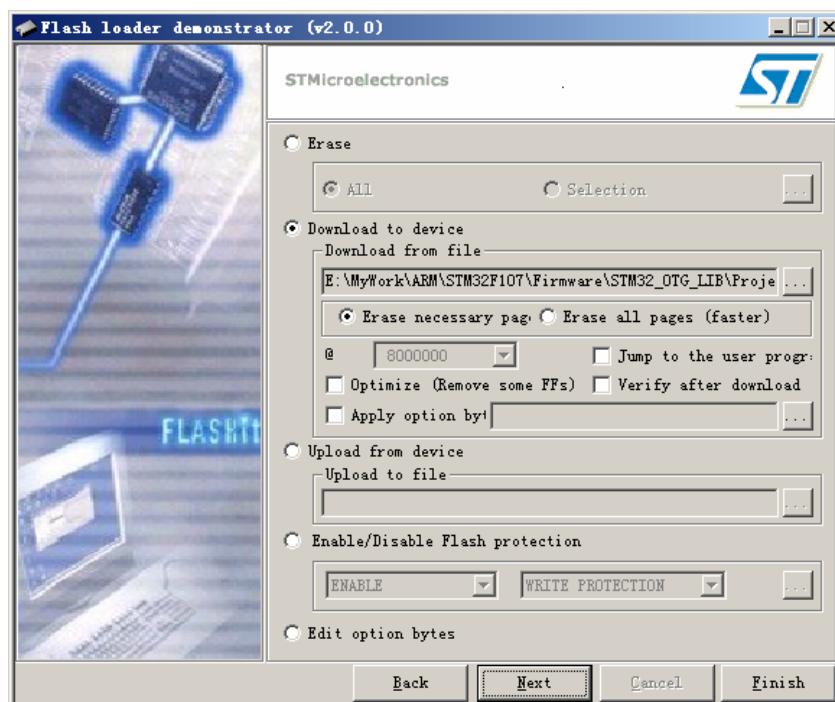 Flash loader demonstrator (v2.0.0)
STMicroelectronics
ST
Erase
All Selection ...
Download to device
Download from file
E:\MyWork\ARM\STM32F107\Firmware\STM32_OTG_LIB\Proje ...
Erase necessary pag Erase all pages (faster)
@ 8000000 Jump to the user progr
Optimize (Remove some FFs) Verify after download
Apply option byt ...
FLASHIt
Upload from device
Upload to file
...
Enable/Disable Flash protection
ENABLE WRITE PROTECTION ...
Edit option bytes
Back Next Cancel Finish